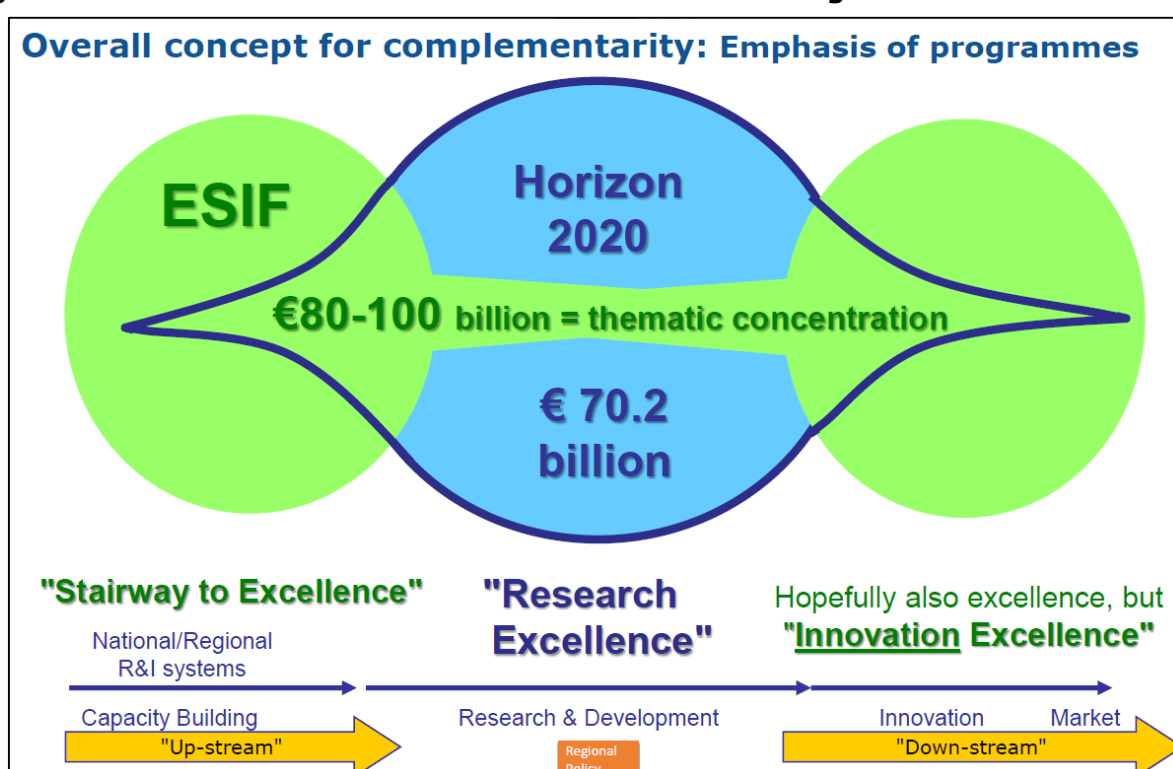 Overall concept for complementarity: Emphasis of programmes
ESIF
Horizon
2020
€80-100 billion = thematic concentration
€ 70.2
billion
"Stairway to Excellence"
"Research
Excellence"
Hopefully also excellence, but
"Innovation Excellence"
National/Regional
R&I systems
Capacity Building
Research & Development
Innovation
Market
"Up-stream"
Regional
Policy
"Down-stream"